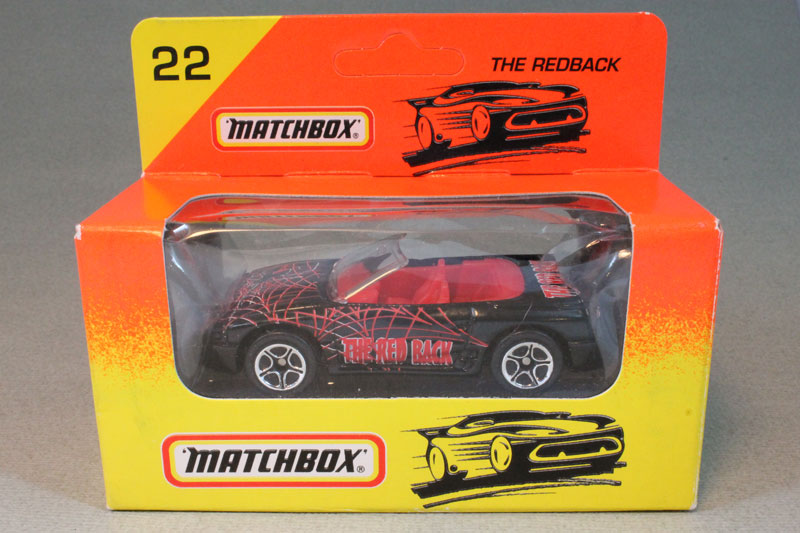 22
THE REDBACK
"MATCHBOX"®
THE RED BACK
"MATCHBOX"®